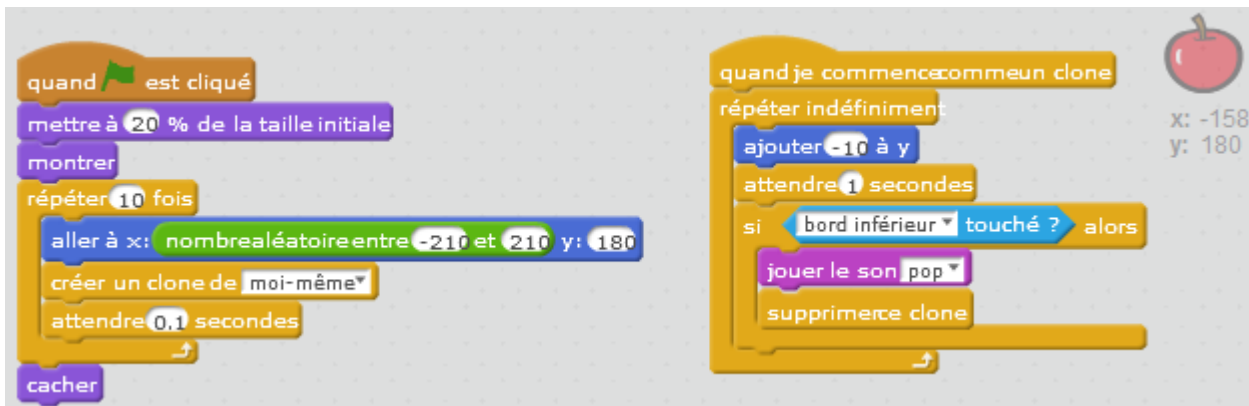 quand est cliqué
mettre à 20 % de la taille initiale
montrer
répéter 10 fois
aller à x: nombre aléatoire entre -210 et 210 y: 180
créer un clone de moi-même
attendre 0.1 secondes
cacher
quand je commence comme un clone
répéter indéfiniment
ajouter -10 à y
attendre 1 secondes
si bord inférieur touché ? alors
jouer le son pop
supprimer ce clone
x: -158
y: 180